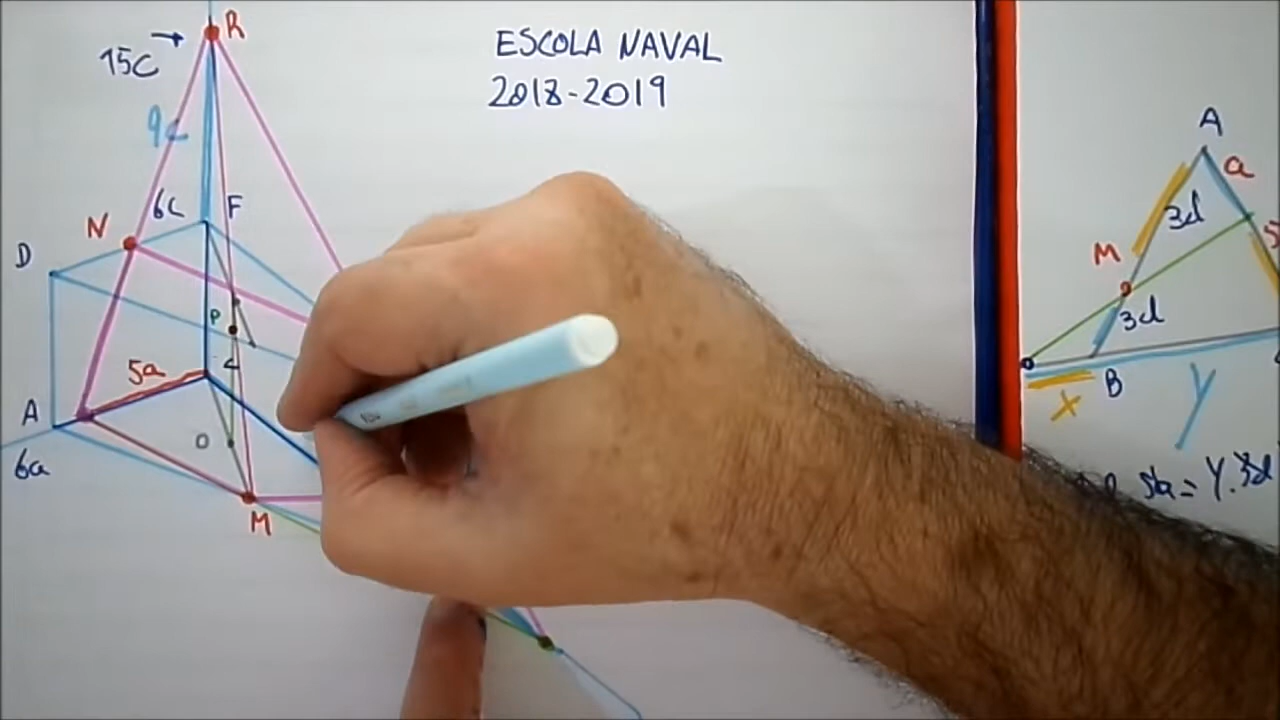 ESCOLA NAVAL
2018-2019
R
15c
9c
6c
F
N
D
P
5a
A
O
6a
M
A
a
3d
M
3d
B
x
Y
5a = Y.3d